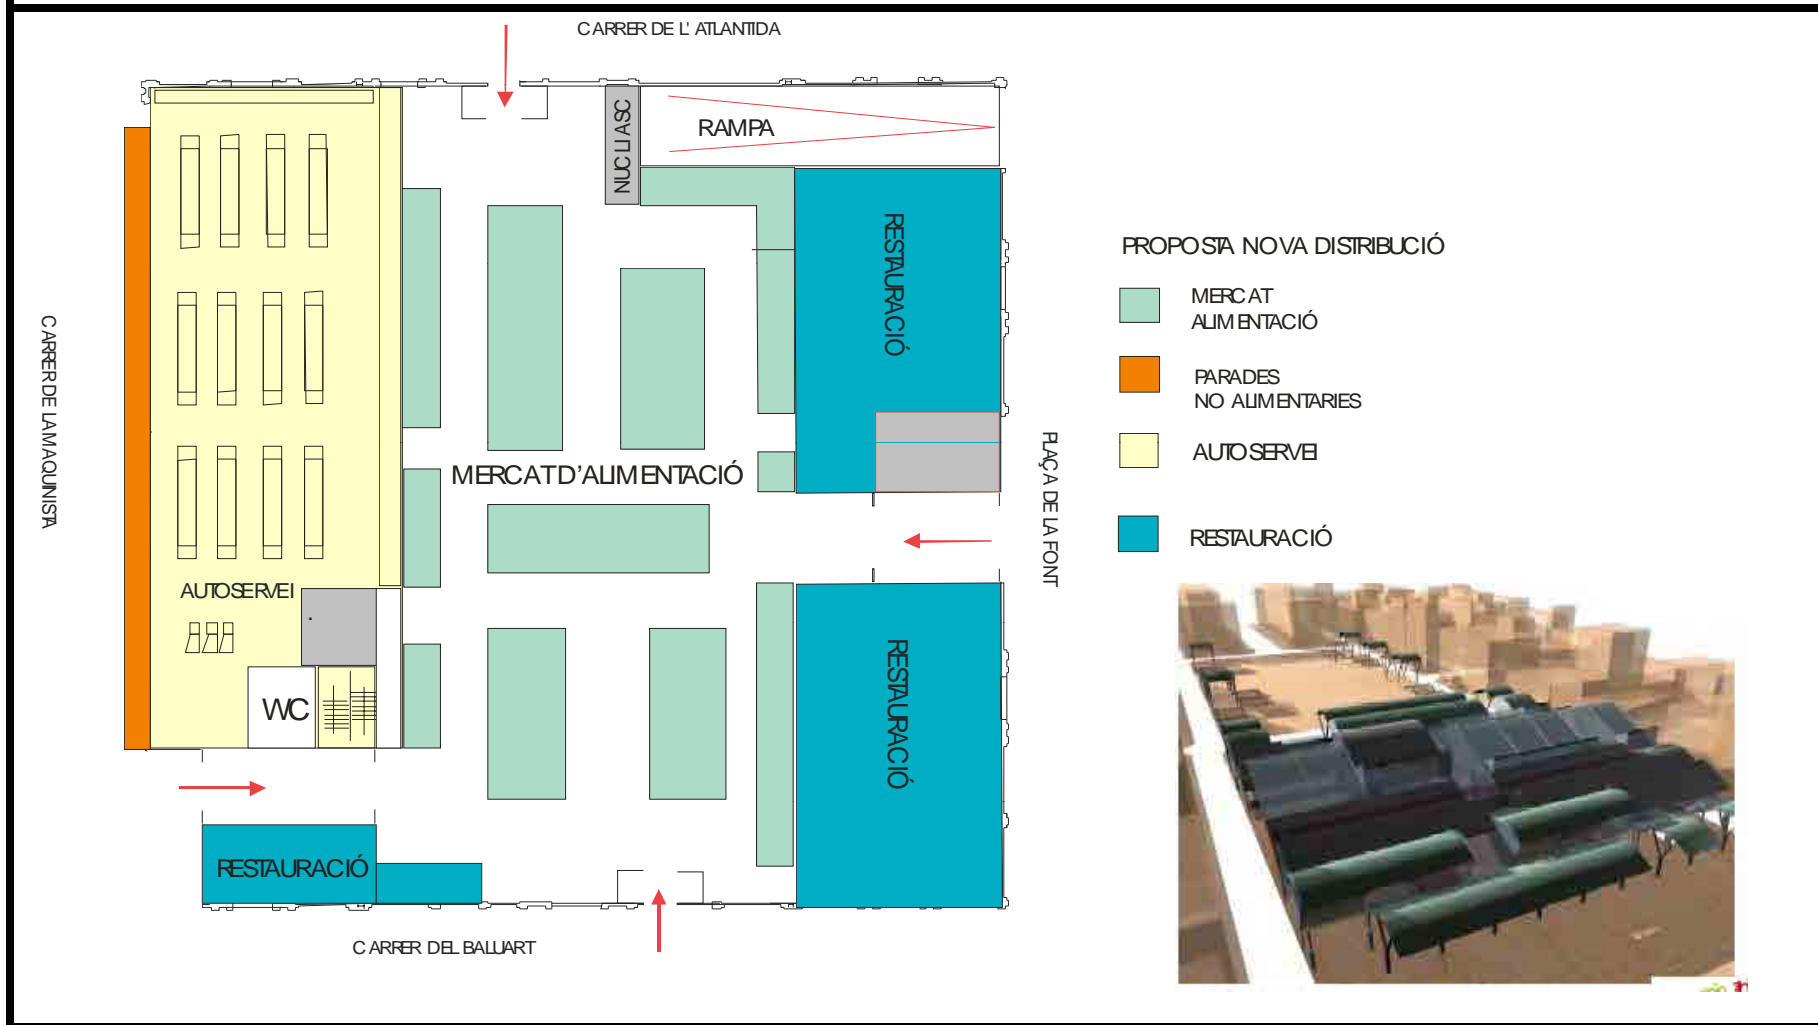 CARRER DE L' ATLANTIDA
NUCLI ASC
RAMPA
RESTAURACIÓ
PROPOSTA NOVA DISTRIBUCIÓ
MERCAT
ALIMENTACIÓ
PARADES
NO ALIMENTARIES
AUTOSERVEI
RESTAURACIÓ
CARRER DE LA MAQUINISTA
MERCAT D'ALIMENTACIÓ
PLAÇA DE LA FONT
AUTOSERVEI
WC
RESTAURACIÓ
RESTAURACIÓ
CARRER DEL BALUART